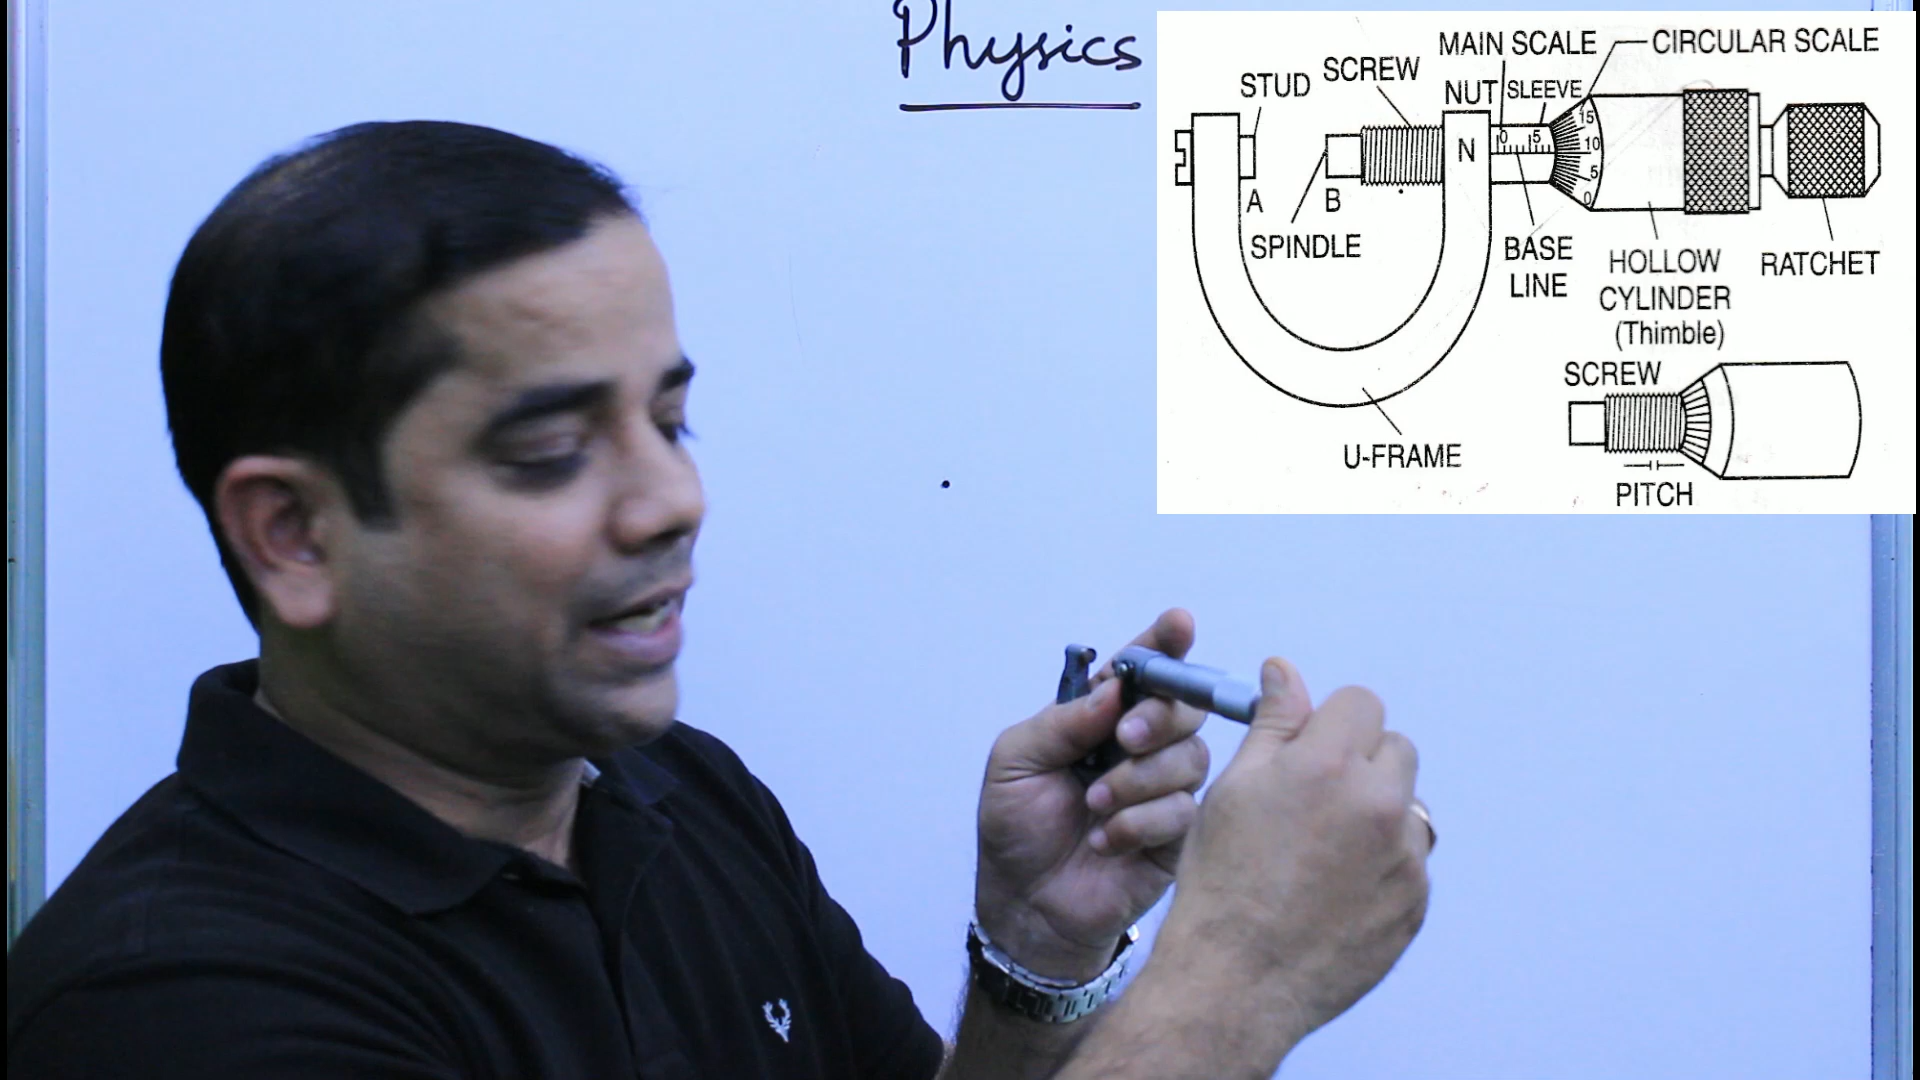 Physics
MAIN SCALE
CIRCULAR SCALE
STUD
SCREW
NUT
SLEEVE
0 5
15
10
5
0
N
A
B
SPINDLE
BASE
LINE
HOLLOW
CYLINDER
(Thimble)
RATCHET
SCREW
U-FRAME
PITCH